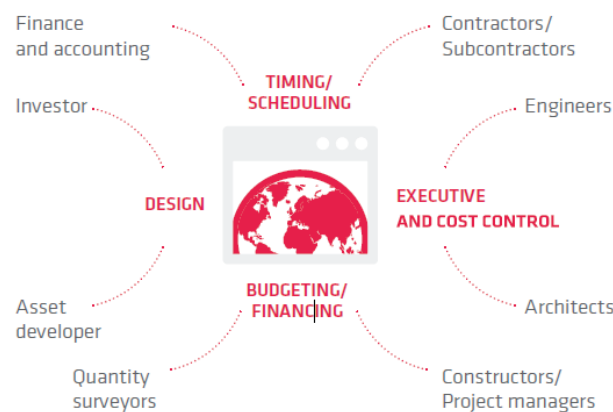 Finance
and accounting
Contractors/
Subcontractors
TIMING/
SCHEDULING
Investor
Engineers
DESIGN
EXECUTIVE
AND COST CONTROL
BUDGETING/
FINANCING
Asset
developer
Architects
Quantity
surveyors
Constructors/
Project managers